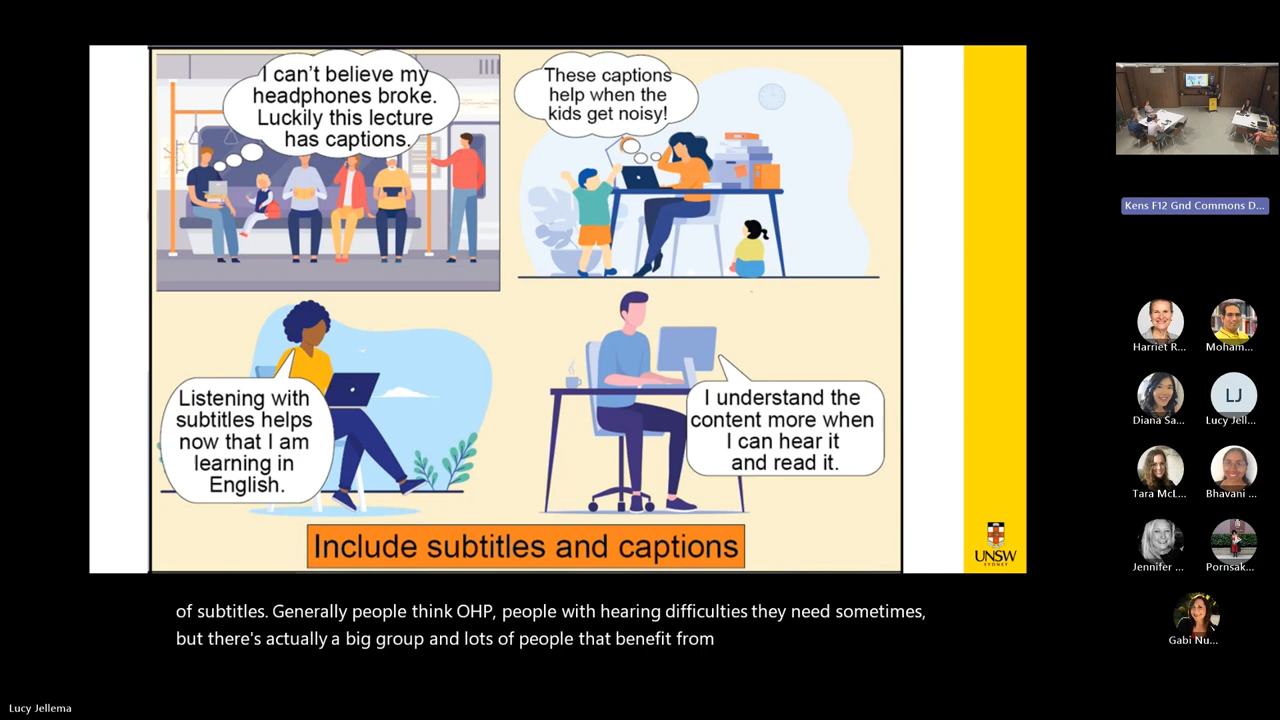 I can't believe my
headphones broke.
Luckily this lecture
has captions.
These captions
help when the
kids get noisy!
Listening with
subtitles helps
now that I am
learning in
English.
I understand the
content more when
I can hear it
and read it.
Include subtitles and captions
UNSW
SYDNEY
of subtitles. Generally people think OHP, people with hearing difficulties they need sometimes,
but there's actually a big group and lots of people that benefit from
Lucy Jellema
Kens F12 Gnd Commons D...
Harriet R...
Moham...
Diana Sa...
LJ
Lucy Jell...
Tara McL...
Bhavani ...
Jennifer ...
Pornsak...
Gabi Nu...